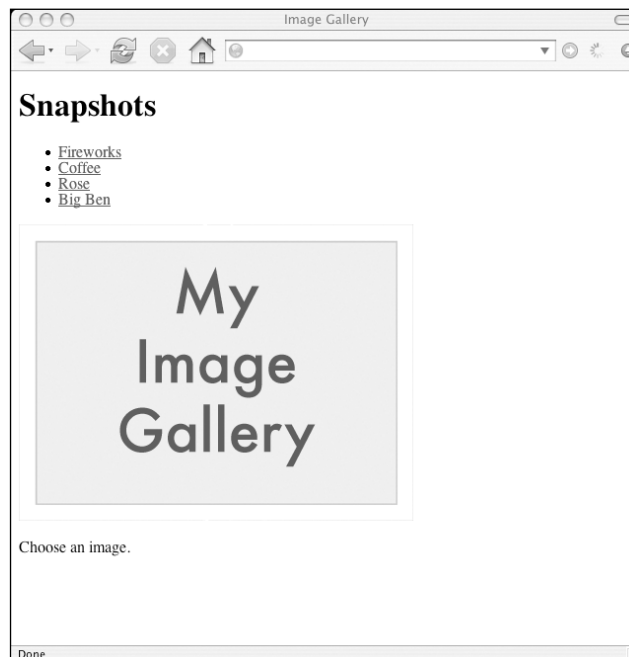 Image Gallery
Snapshots
Fireworks
Coffee
Rose
Big Ben
My
Image
Gallery
Choose an image.
Done